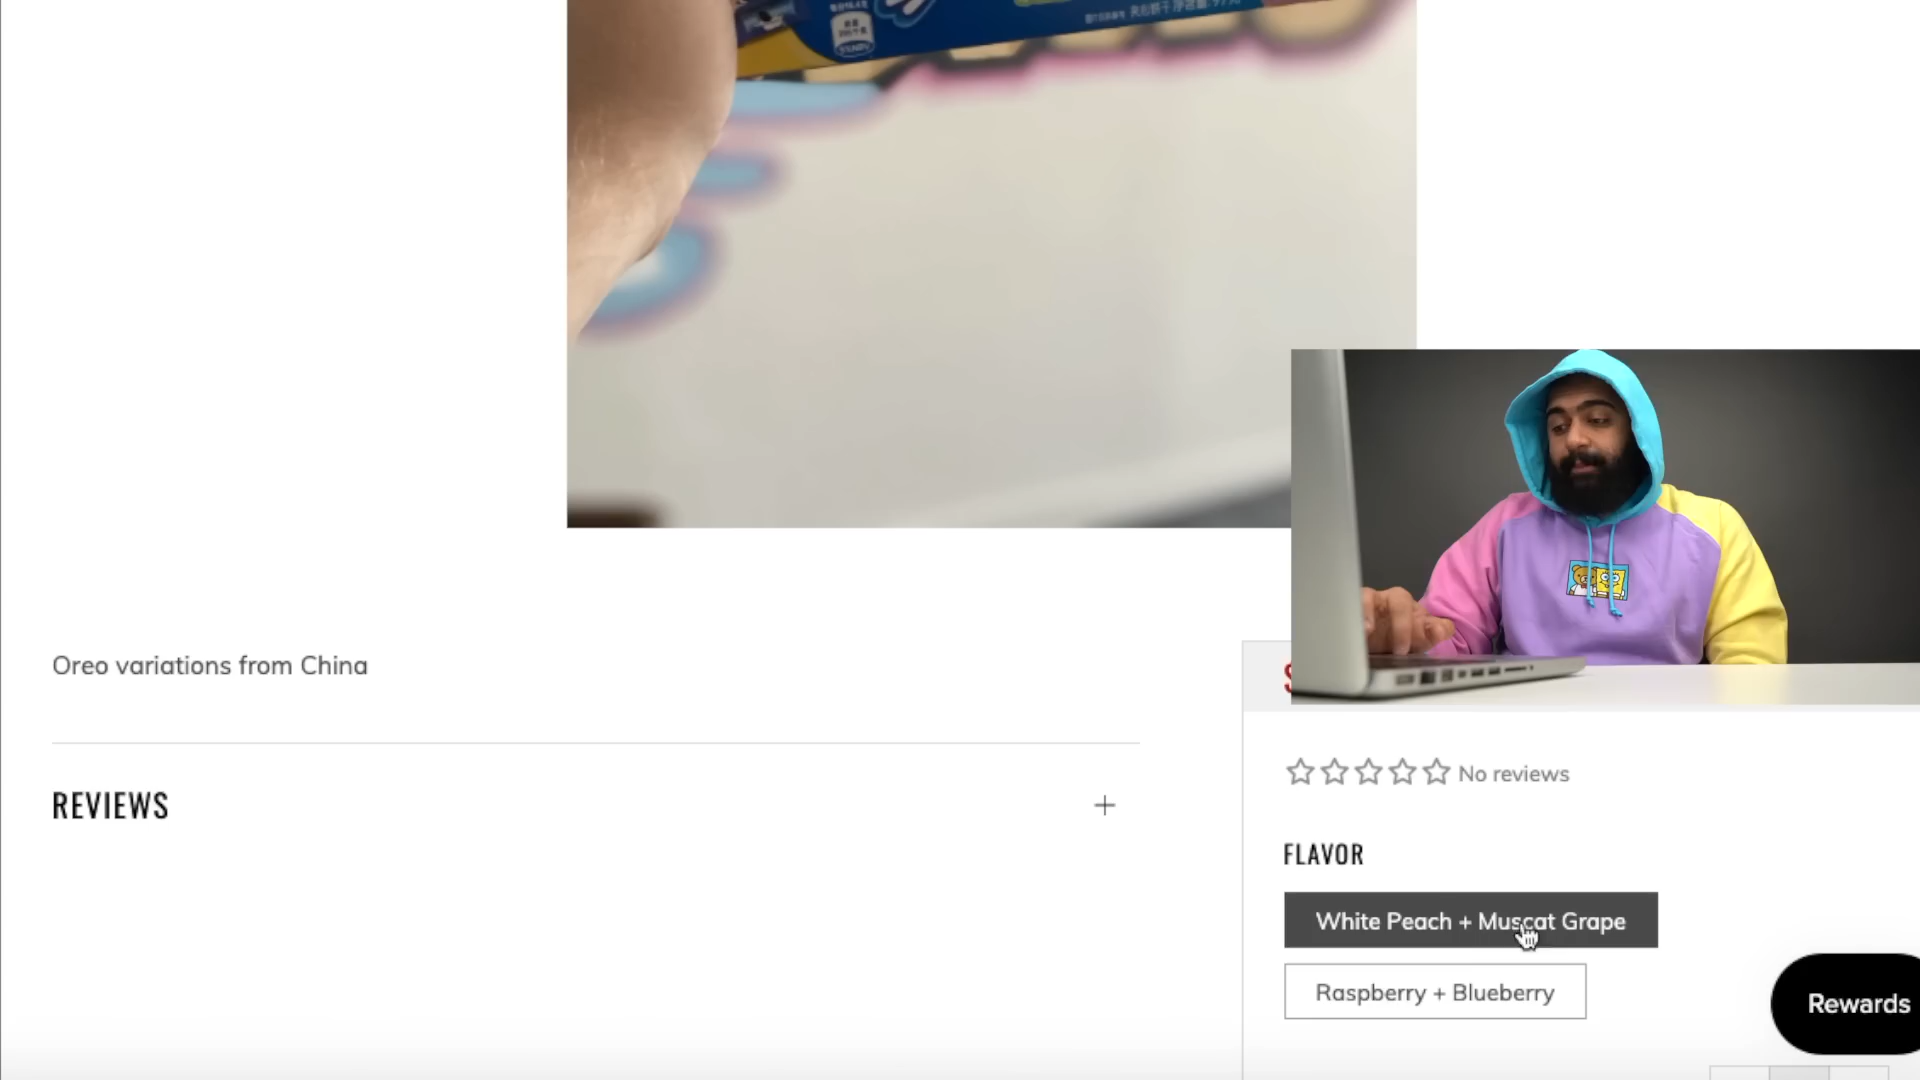 Oreo variations from China
REVIEWS
No reviews
FLAVOR
White Peach + Muscat Grape
Raspberry + Blueberry
Rewards